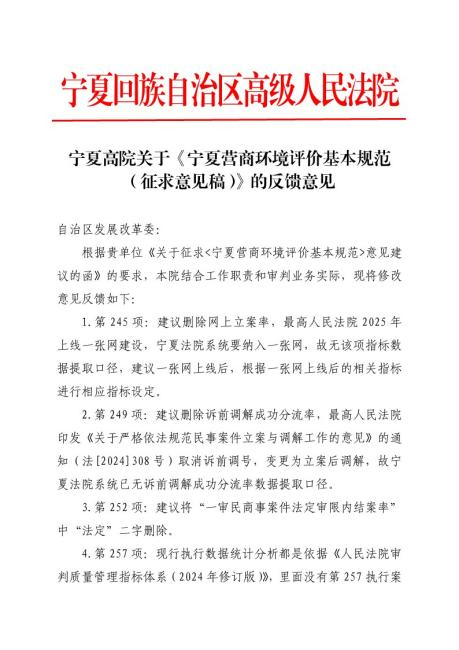 宁夏回族自治区高级人民法院
宁夏高院关于《宁夏营商环境评价基本规范
（征求意见稿）》的反馈意见
自治区发展改革委：
根据贵单位《关于征求<宁夏营商环境评价基本规范>意见建
议的函》的要求，本院结合工作职责和审判业务实际，现将修改
意见反馈如下：
1.第 245 项：建议删除网上立案率，最高人民法院 2025 年
上线一张网建设，宁夏法院系统要纳入一张网，故无该项指标数
据提取口径，建议一张网上线后，根据一张网上线后的相关指标
进行相应指标设定。
2.第 249 项：建议删除诉前调解成功分流率，最高人民法院
印发《关于严格依法规范民事案件立案与调解工作的意见》的通
知（法[2024]308 号）取消诉前调号，变更为立案后调解，故宁
夏法院系统已无诉前调解成功分流率数据提取口径。
3.第 252 项：建议将“一审民商事案件法定审限内结案率”
中“法定”二字删除。
4.第 257 项：现行执行数据统计分析都是依据《人民法院审
判质量管理指标体系（2024 年修订版）》，里面没有第 257 执行案